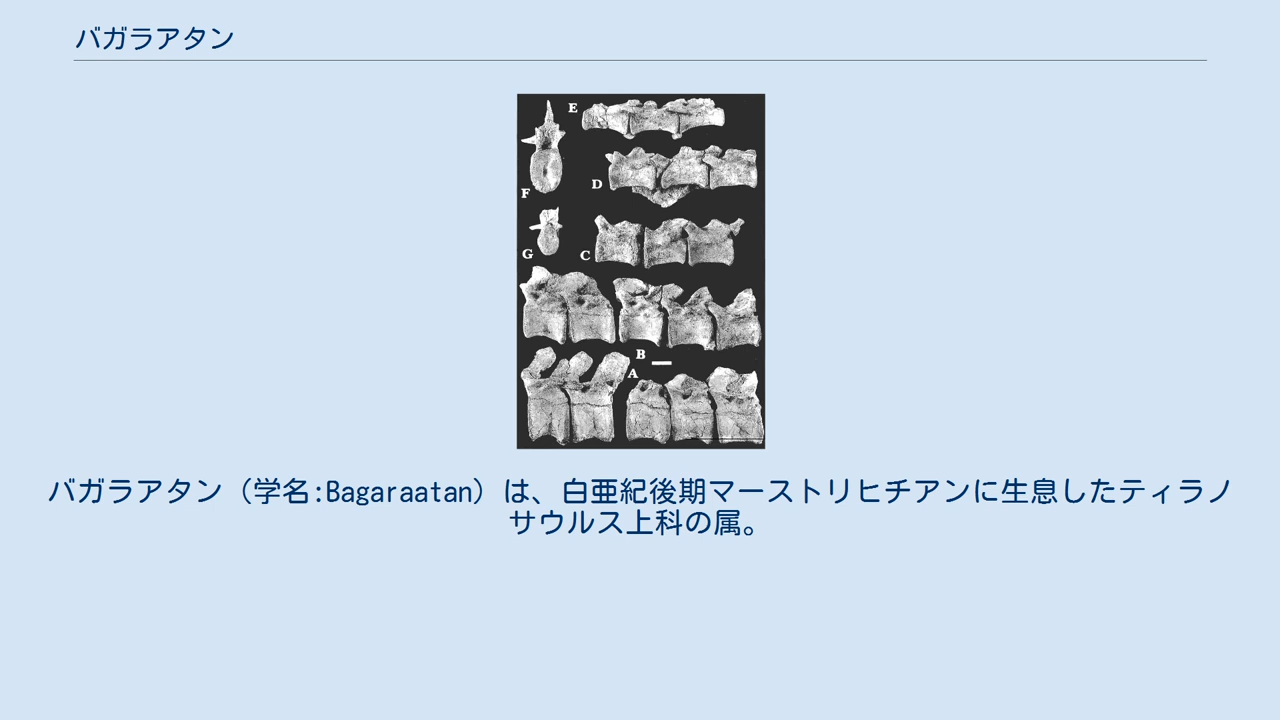 バガラアタン
E
F
D
G
C
B
A
バガラアタン（学名:Bagaraatan）は、白亜紀後期マーストリヒチアンに生息したティラノ
サウルス上科の属。